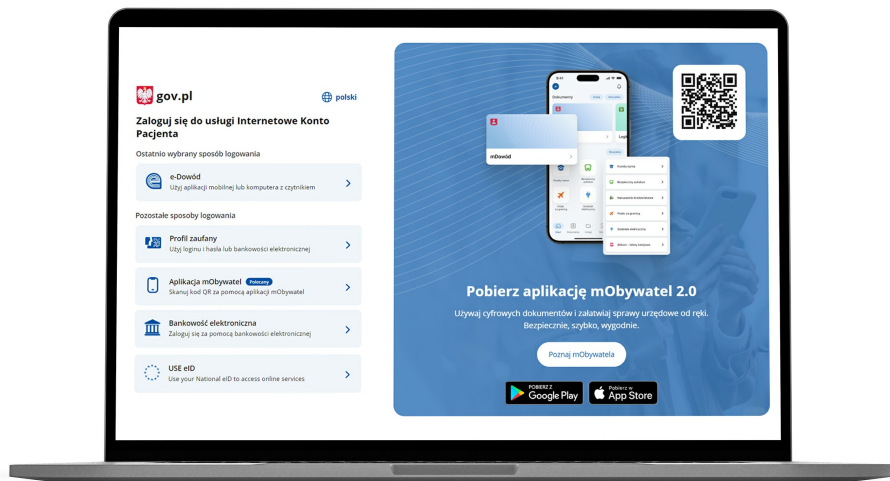 gov.pl
polski
Zaloguj się do usługi Internetowe Konto
Pacjenta
Ostatnio wybrany sposób logowania
e-Dowód
Użyj aplikacji mobilnej lub komputera z czytnikiem
Pozostałe sposoby logowania
Profil zaufany
Użyj loginu i hasła lub bankowości elektronicznej
Aplikacja mObywatel Polecany
Skanuj kod QR za pomocą aplikacji mObywatel
Bankowość elektroniczna
Zaloguj się za pomocą bankowości elektronicznej
USE eID
Use your National eID to access online services
9:41
Dokumenty
mDowód
Pobierz aplikację mObywatel 2.0
Używaj cyfrowych dokumentów i załatwiaj sprawy urzędowe od ręki.
Bezpiecznie, szybko, wygodnie.
Poznaj mObywatela
POBIERZ Z
Google Play
Pobierz w
App Store